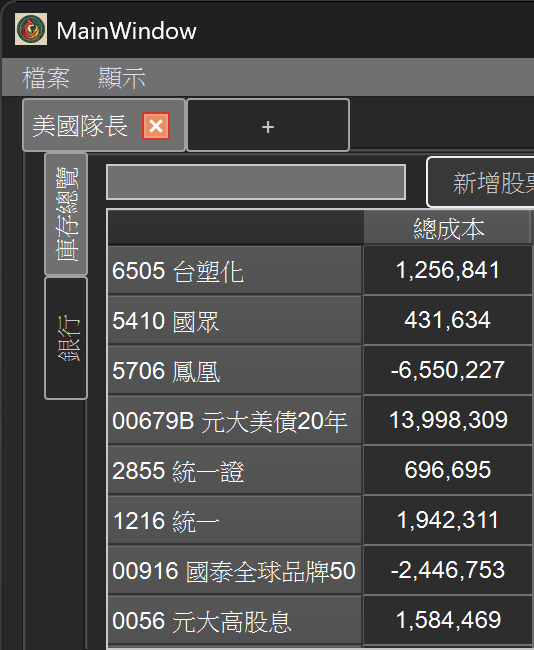 MainWindow
檔案 顯示
美國隊長 +
庫存總覽
銀行
新增股票
總成本
6505 台塑化 1,256,841
5410 國眾 431,634
5706 鳳凰 -6,550,227
00679B 元大美債20年 13,998,309
2855 統一證 696,695
1216 統一 1,942,311
00916 國泰全球品牌50 -2,446,753
0056 元大高股息 1,584,469